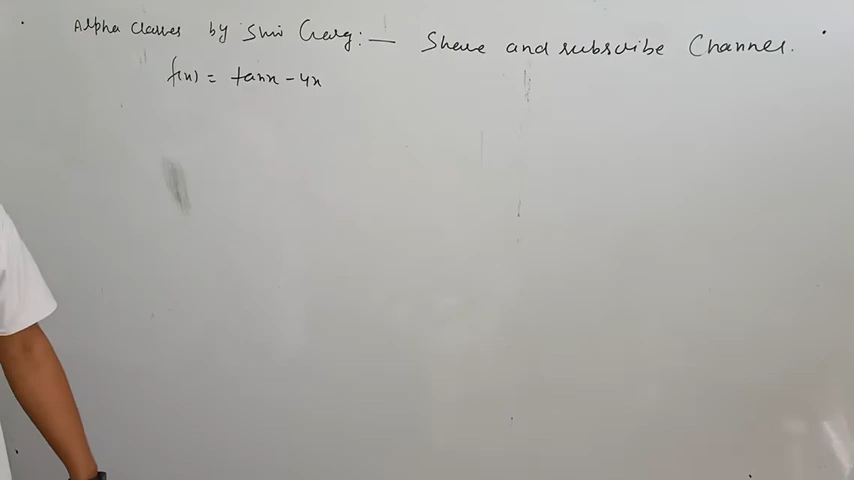 Alpha Classes by Shiv Garg:— Share and subscribe Channel.
f(x) = tanx - 4x